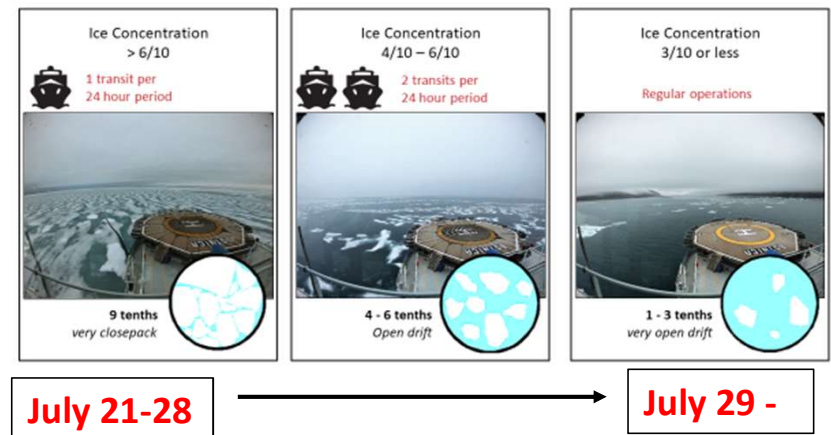 Ice Concentration
> 6/10
1 transit per
24 hour period
9 tenths
very closepack
Ice Concentration
4/10 – 6/10
2 transits per
24 hour period
4 - 6 tenths
Open drift
Ice Concentration
3/10 or less
Regular operations
H
1 - 3 tenths
very open drift
July 21-28
July 29 -